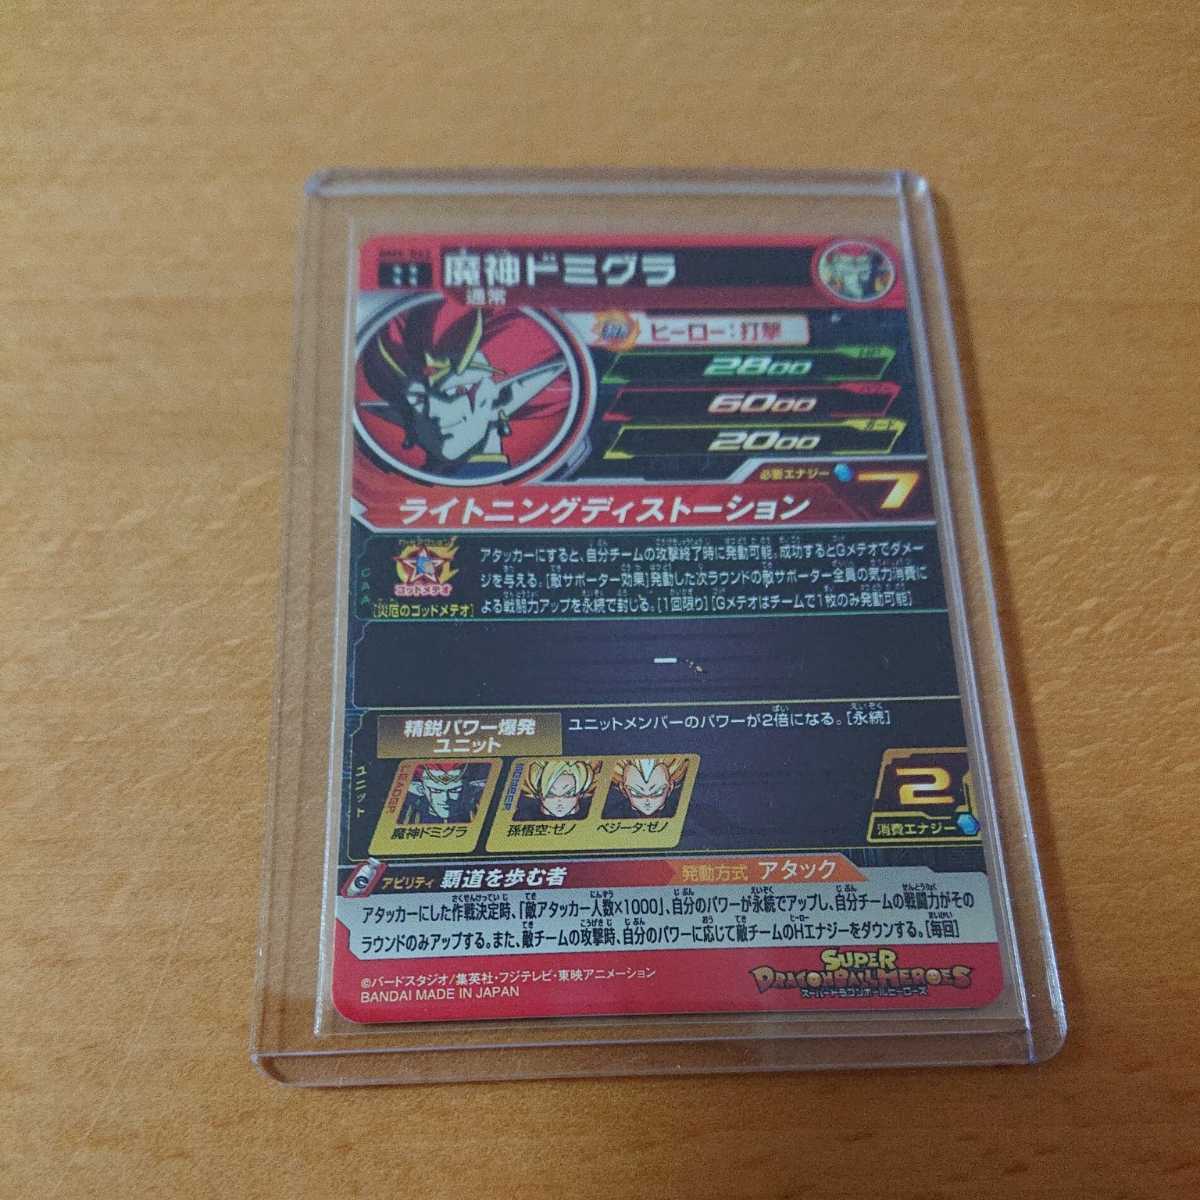 魔神ドミグラ
通常
ヒーロー:打撃
2800
パワー
6000
ガード
2000
必要エナジー 7
ライトニングディストーション
CAA
ゴッドメテオ
[災厄のゴッドメテオ]
アタッカーにすると、自分チームの攻撃終了時に発動可能。成功するとGメテオでダメー
ジを与える。[敵サポーター効果]発動した次ラウンドの敵サポーター全員の気力消費に
よる戦闘力アップを永続で封じる。[1回限り][Gメテオはチームで1枚のみ発動可能]
ー
ユニット
精鋭パワー爆発
ユニット
ユニットメンバーのパワーが2倍になる。[永続]
LEADER
魔神ドミグラ
MEMBER
孫悟空:ゼノ
ベジータ:ゼノ
2
消費エナジー
アビリティ 覇道を歩む者
発動方式 アタック
アタッカーにした作戦決定時、「敵アタッカー人数×1000」、自分のパワーが永続でアップし、自分チームの戦闘力がその
ラウンドのみアップする。また、敵チームの攻撃時、自分のパワーに応じて敵チームのHエナジーをダウンする。[毎回]
©バードスタジオ/集英社・フジテレビ・東映アニメーション
BANDAI MADE IN JAPAN
SUPER
DRAGONBALL HEROES
スーパードラゴンボールヒーローズ